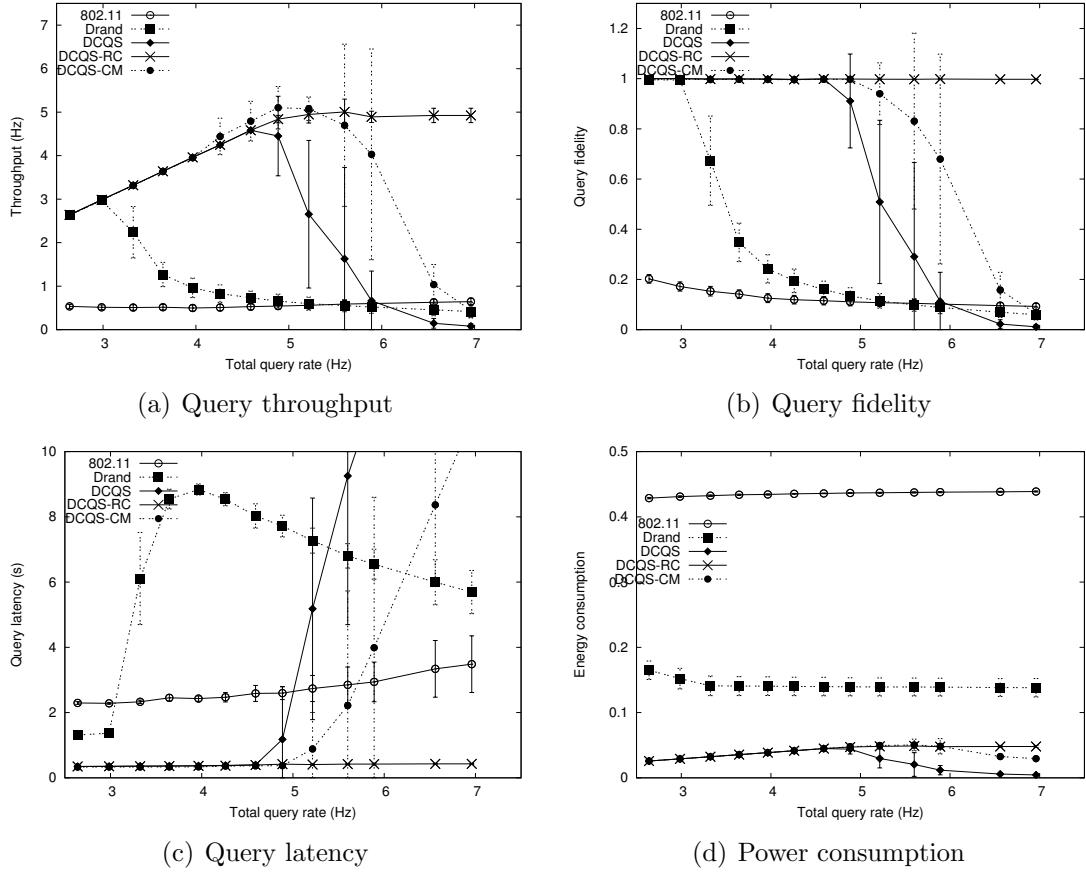 802.11
Drand
DCQS
DCQS-RC
DCQS-CM
7
6
5
4
3
2
1
0
Throughput (Hz)
3 4 5 6 7
Total query rate (Hz)
(a) Query throughput
802.11
Drand
DCQS
DCQS-RC
DCQS-CM
1.2
1
0.8
0.6
0.4
0.2
0
Query fidelity
3 4 5 6 7
Total query rate (Hz)
(b) Query fidelity
802.11
Drand
DCQS
DCQS-RC
DCQS-CM
10
8
6
4
2
0
Query latency (s)
3 4 5 6 7
Total query rate (Hz)
(c) Query latency
802.11
Drand
DCQS
DCQS-RC
DCQS-CM
0.5
0.4
0.3
0.2
0.1
0
Energy consumption
3 4 5 6 7
Total query rate (Hz)
(d) Power consumption